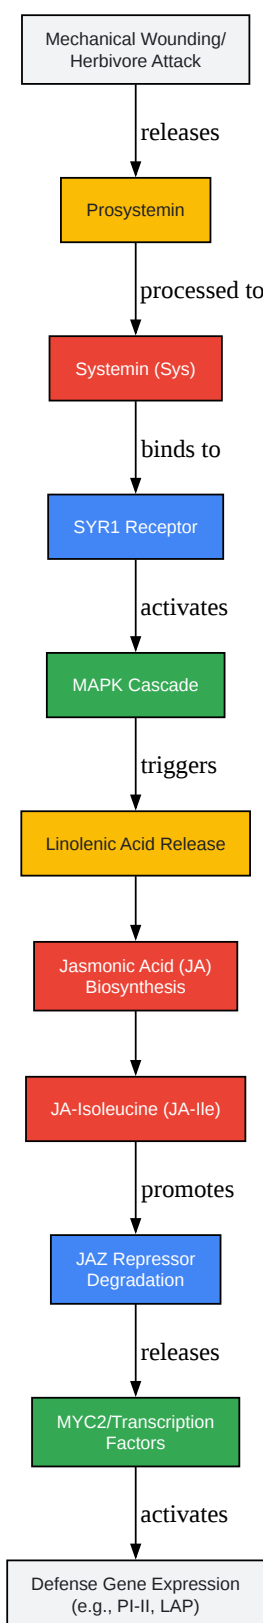 Mechanical Wounding/
Herbivore Attack
releases
Prosystemin
processed to
Systemin (Sys)
binds to
SYR1 Receptor
activates
MAPK Cascade
triggers
Linolenic Acid Release
Jasmonic Acid (JA)
Biosynthesis
JA-Isoleucine (JA-Ile)
promotes
JAZ Repressor
Degradation
releases
MYC2/Transcription
Factors
activates
Defense Gene Expression
(e.g., PI-II, LAP)